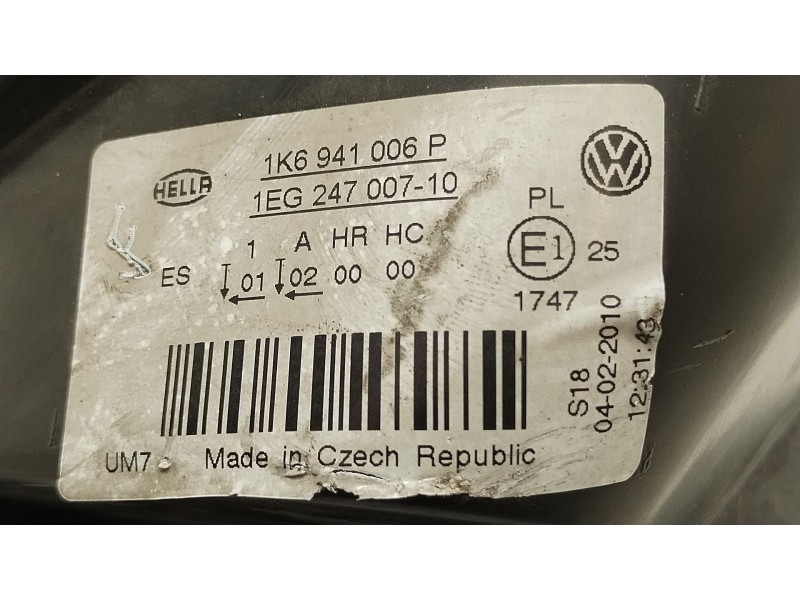 HELLA
1K6 941 006 P
1EG 247 007-10
1 A HR HC
ES 01 02 00 00
PL
E1 25
1747
S18
04-02-2010
12:31:43
UM7
Made in Czech Republic
VW